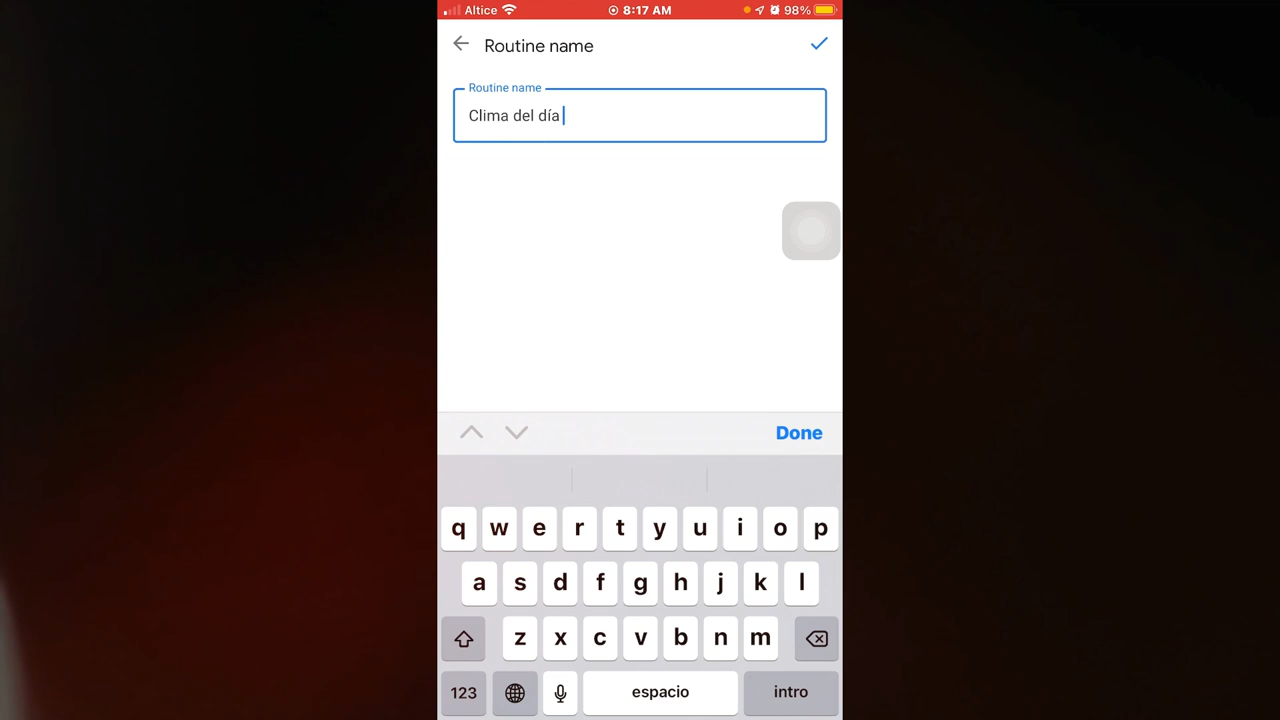 Altice 8:17 AM 98%
Routine name
Routine name
Clima del día
Done
q w e r t y u i o p
a s d f g h j k l
z x c v b n m
123 espacio intro